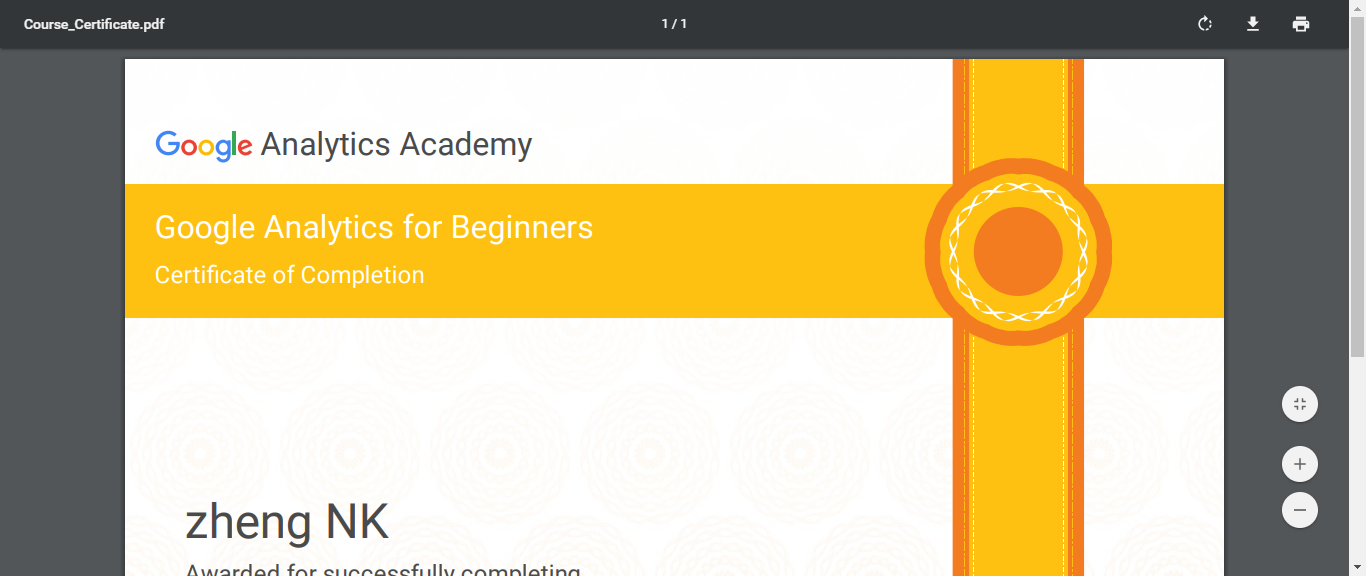 Course_Certificate.pdf
1 / 1
Google Analytics Academy
Google Analytics for Beginners
Certificate of Completion
zheng NK
Awarded for successfully completing